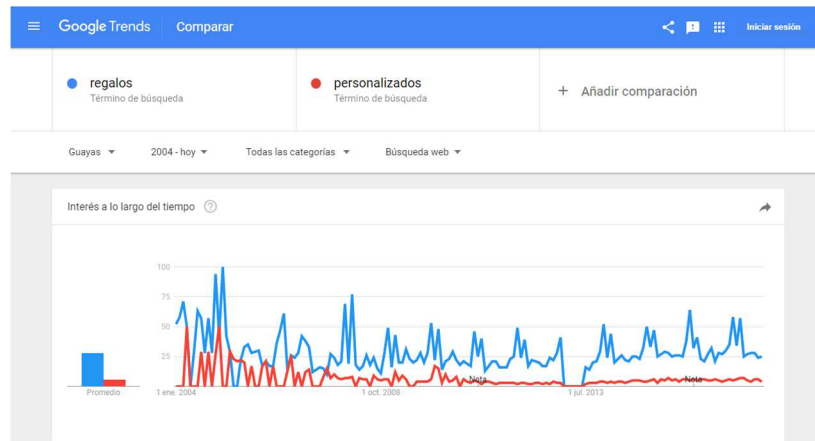 Google Trends Comparar Iniciar sesión
regalos
Término de búsqueda
personalizados
Término de búsqueda
+ Añadir comparación
Guayas 2004 - hoy Todas las categorías Búsqueda web
Interés a lo largo del tiempo
100
75
50
25
Nota
Nota
Promedio
1 ene. 2004
1 oct. 2008
1 jul. 2013